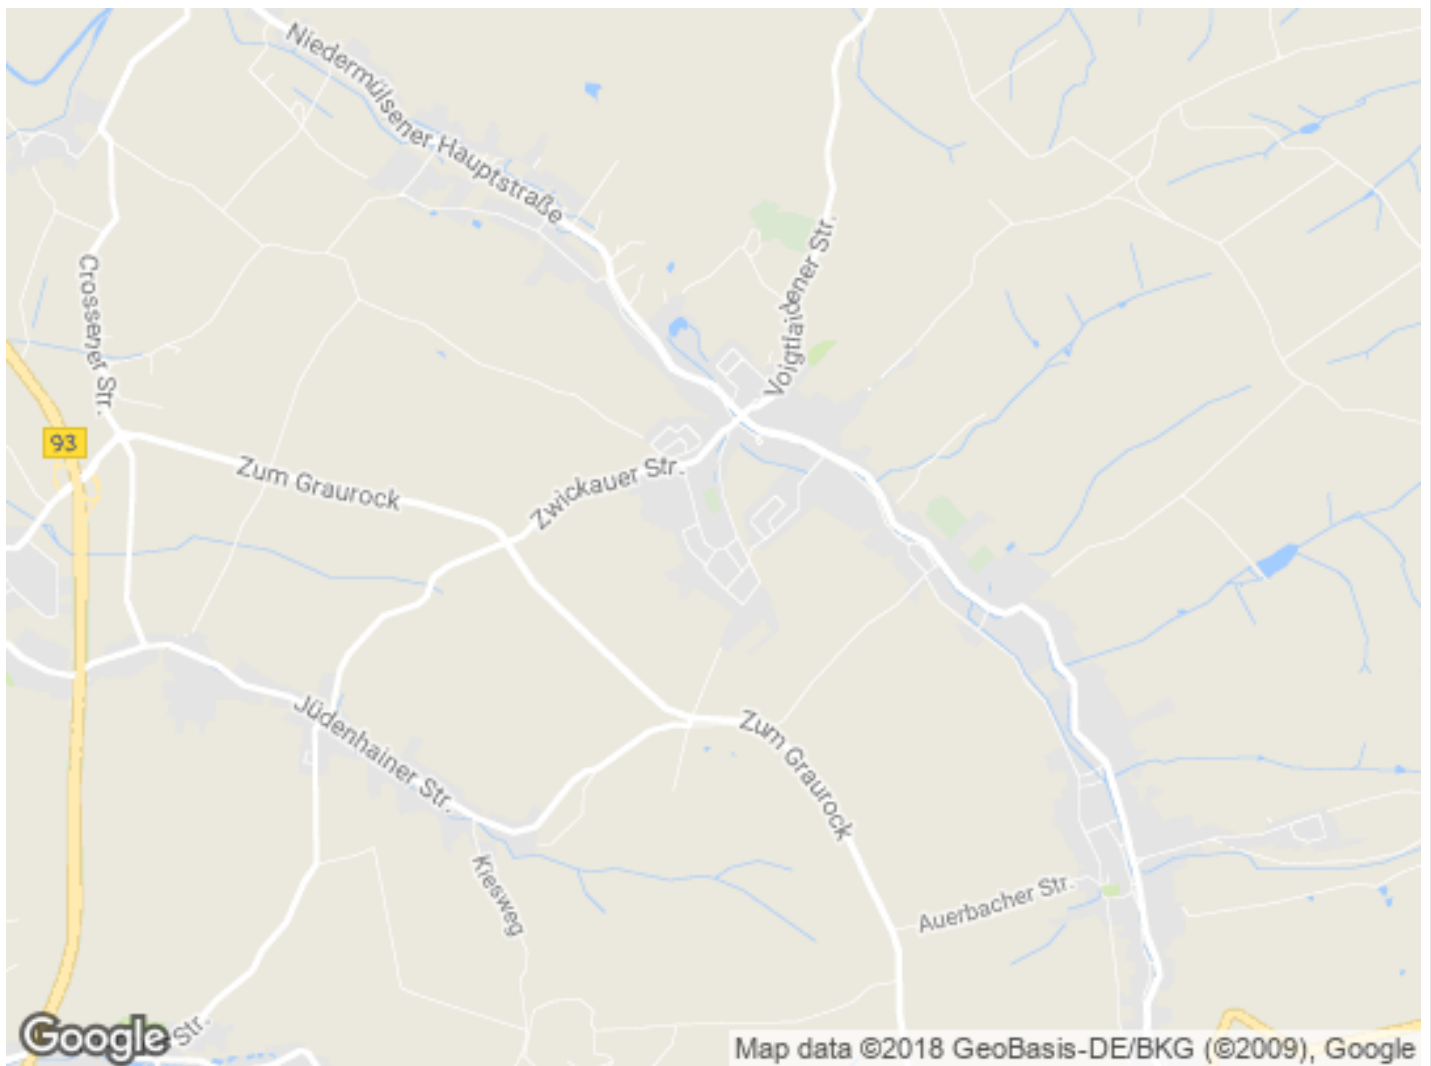 Niedermülsener Hauptstraße
Voigtlaidener Str.
Crossener Str.
93
Zum Graurock
Zwickauer Str.
Jüdenhainer Str.
Zum Graurock
Kiesweg
Auerbacher Str.
Str.
Google
Map data ©2018 GeoBasis-DE/BKG (©2009), Google